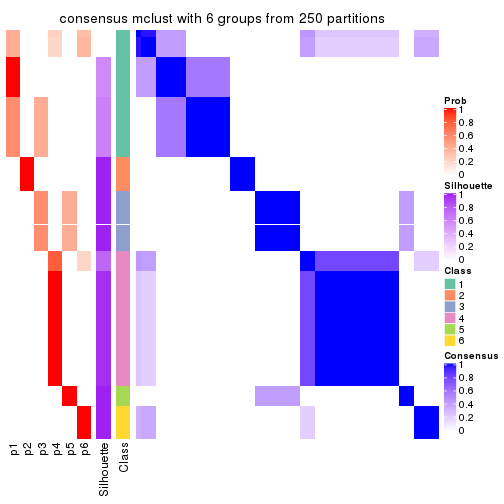 consensus mclust with 6 groups from 250 partitions
Prob
1
0.8
0.6
0.4
0.2
0
Silhouette
1
0.8
0.6
0.4
0.2
0
Class
1
2
3
4
5
6
Consensus
1
0.8
0.6
0.4
0.2
0
p1
p2
p3
p4
p5
p6
Silhouette
Class